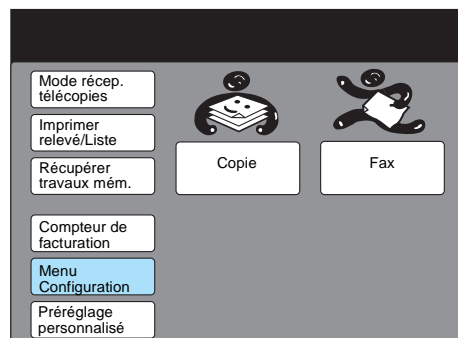 Mode récep.
télécopies
Imprimer
relevé/Liste
Récupérer
travaux mém.
Compteur de
facturation
Menu
Configuration
Préréglage
personnalisé
Copie
Fax